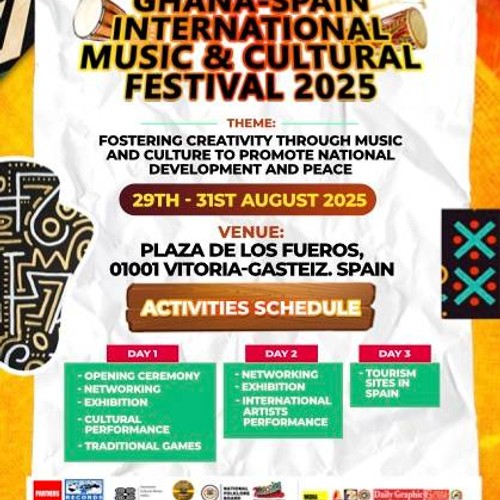 GHANA-SPAIN
INTERNATIONAL
MUSIC & CULTURAL
FESTIVAL 2025
THEME:
FOSTERING CREATIVITY THROUGH MUSIC
AND CULTURE TO PROMOTE NATIONAL
DEVELOPMENT AND PEACE
29TH - 31ST AUGUST 2025
VENUE:
PLAZA DE LOS FUEROS,
01001 VITORIA-GASTEIZ. SPAIN
ACTIVITIES SCHEDULE
DAY 1
- OPENING CEREMONY
- NETWORKING
- EXHIBITION
- CULTURAL
PERFORMANCE
- TRADITIONAL GAMES
DAY 2
- NETWORKING
- EXHIBITION
- INTERNATIONAL
ARTISTS
PERFORMANCE
DAY 3
- TOURISM
SITES IN
SPAIN
PARTNERS
RECORDS
NATIONAL
FOLKLORE
BOARD
Daily Graphic